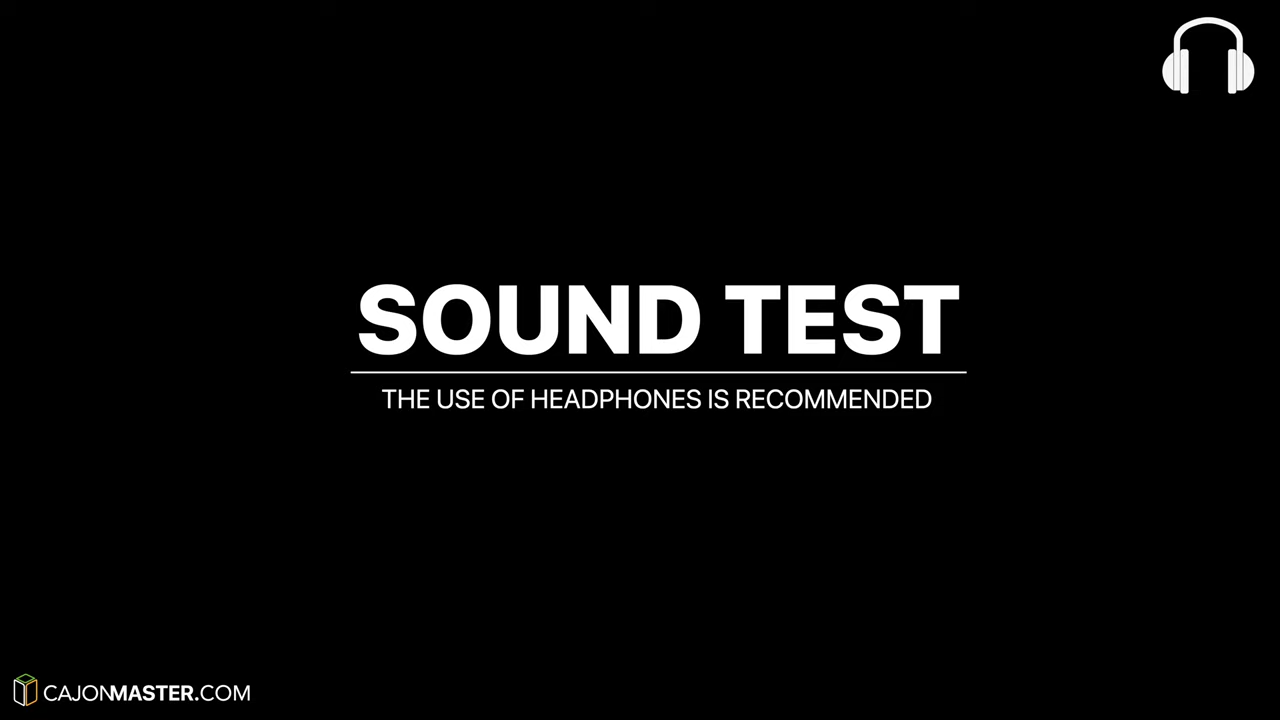 SOUND TEST
THE USE OF HEADPHONES IS RECOMMENDED
CAJONMASTER.COM